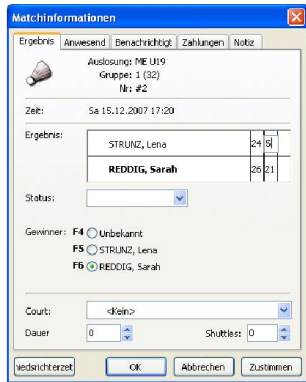 Matchinformationen
Ergebnis Anwesend Benachrichtigt Zahlungen Notiz
Auslosung: ME U19
Gruppe: 1 (32)
Nr: #2
Zeit: Sa 15.12.2007 17:20
Ergebnis:
STRUNZ, Lena 24 5
REDDIG, Sarah 26 21
Status:
Gewinner: F4 Unbekannt
F5 STRUNZ, Lena
F6 REDDIG, Sarah
Court: <Kein>
Dauer 0 Shuttles: 0
iedsrichterzet OK Abbrechen Zustimmen